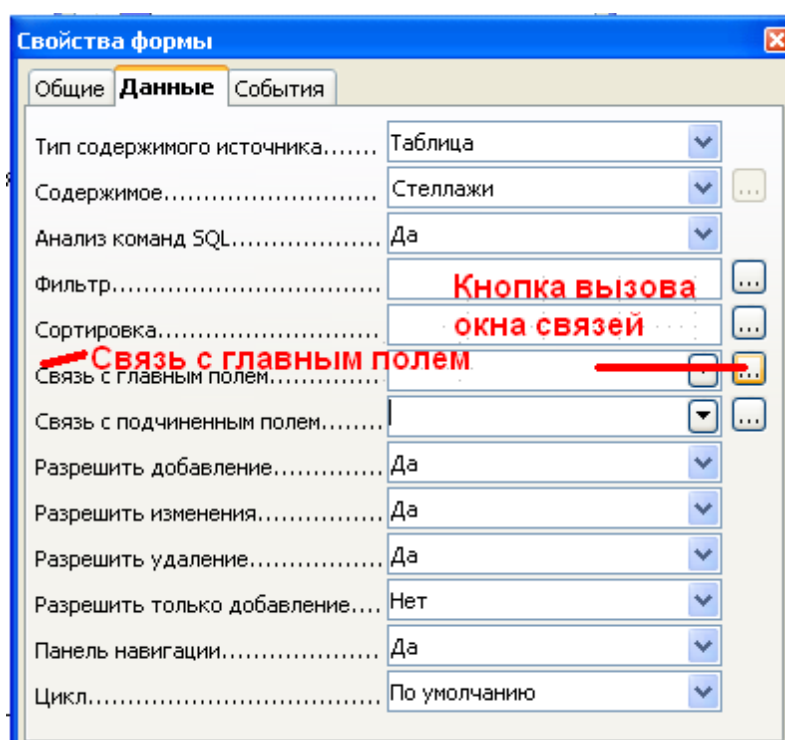 Свойства формы
Общие Данные События
Тип содержимого источника....... Таблица
Содержимое............................ Стеллажи ...
Анализ команд SQL................... Да
Фильтр.................................. Кнопка вызова ...
Сортировка............................. окна связей ...
Связь с главным полем
Связь с главным полем.............. ...
Связь с подчиненным полем........ ...
Разрешить добавление.............. Да
Разрешить изменения................ Да
Разрешить удаление................. Да
Разрешить только добавление.... Нет
Панель навигации..................... Да
Цикл..................................... По умолчанию